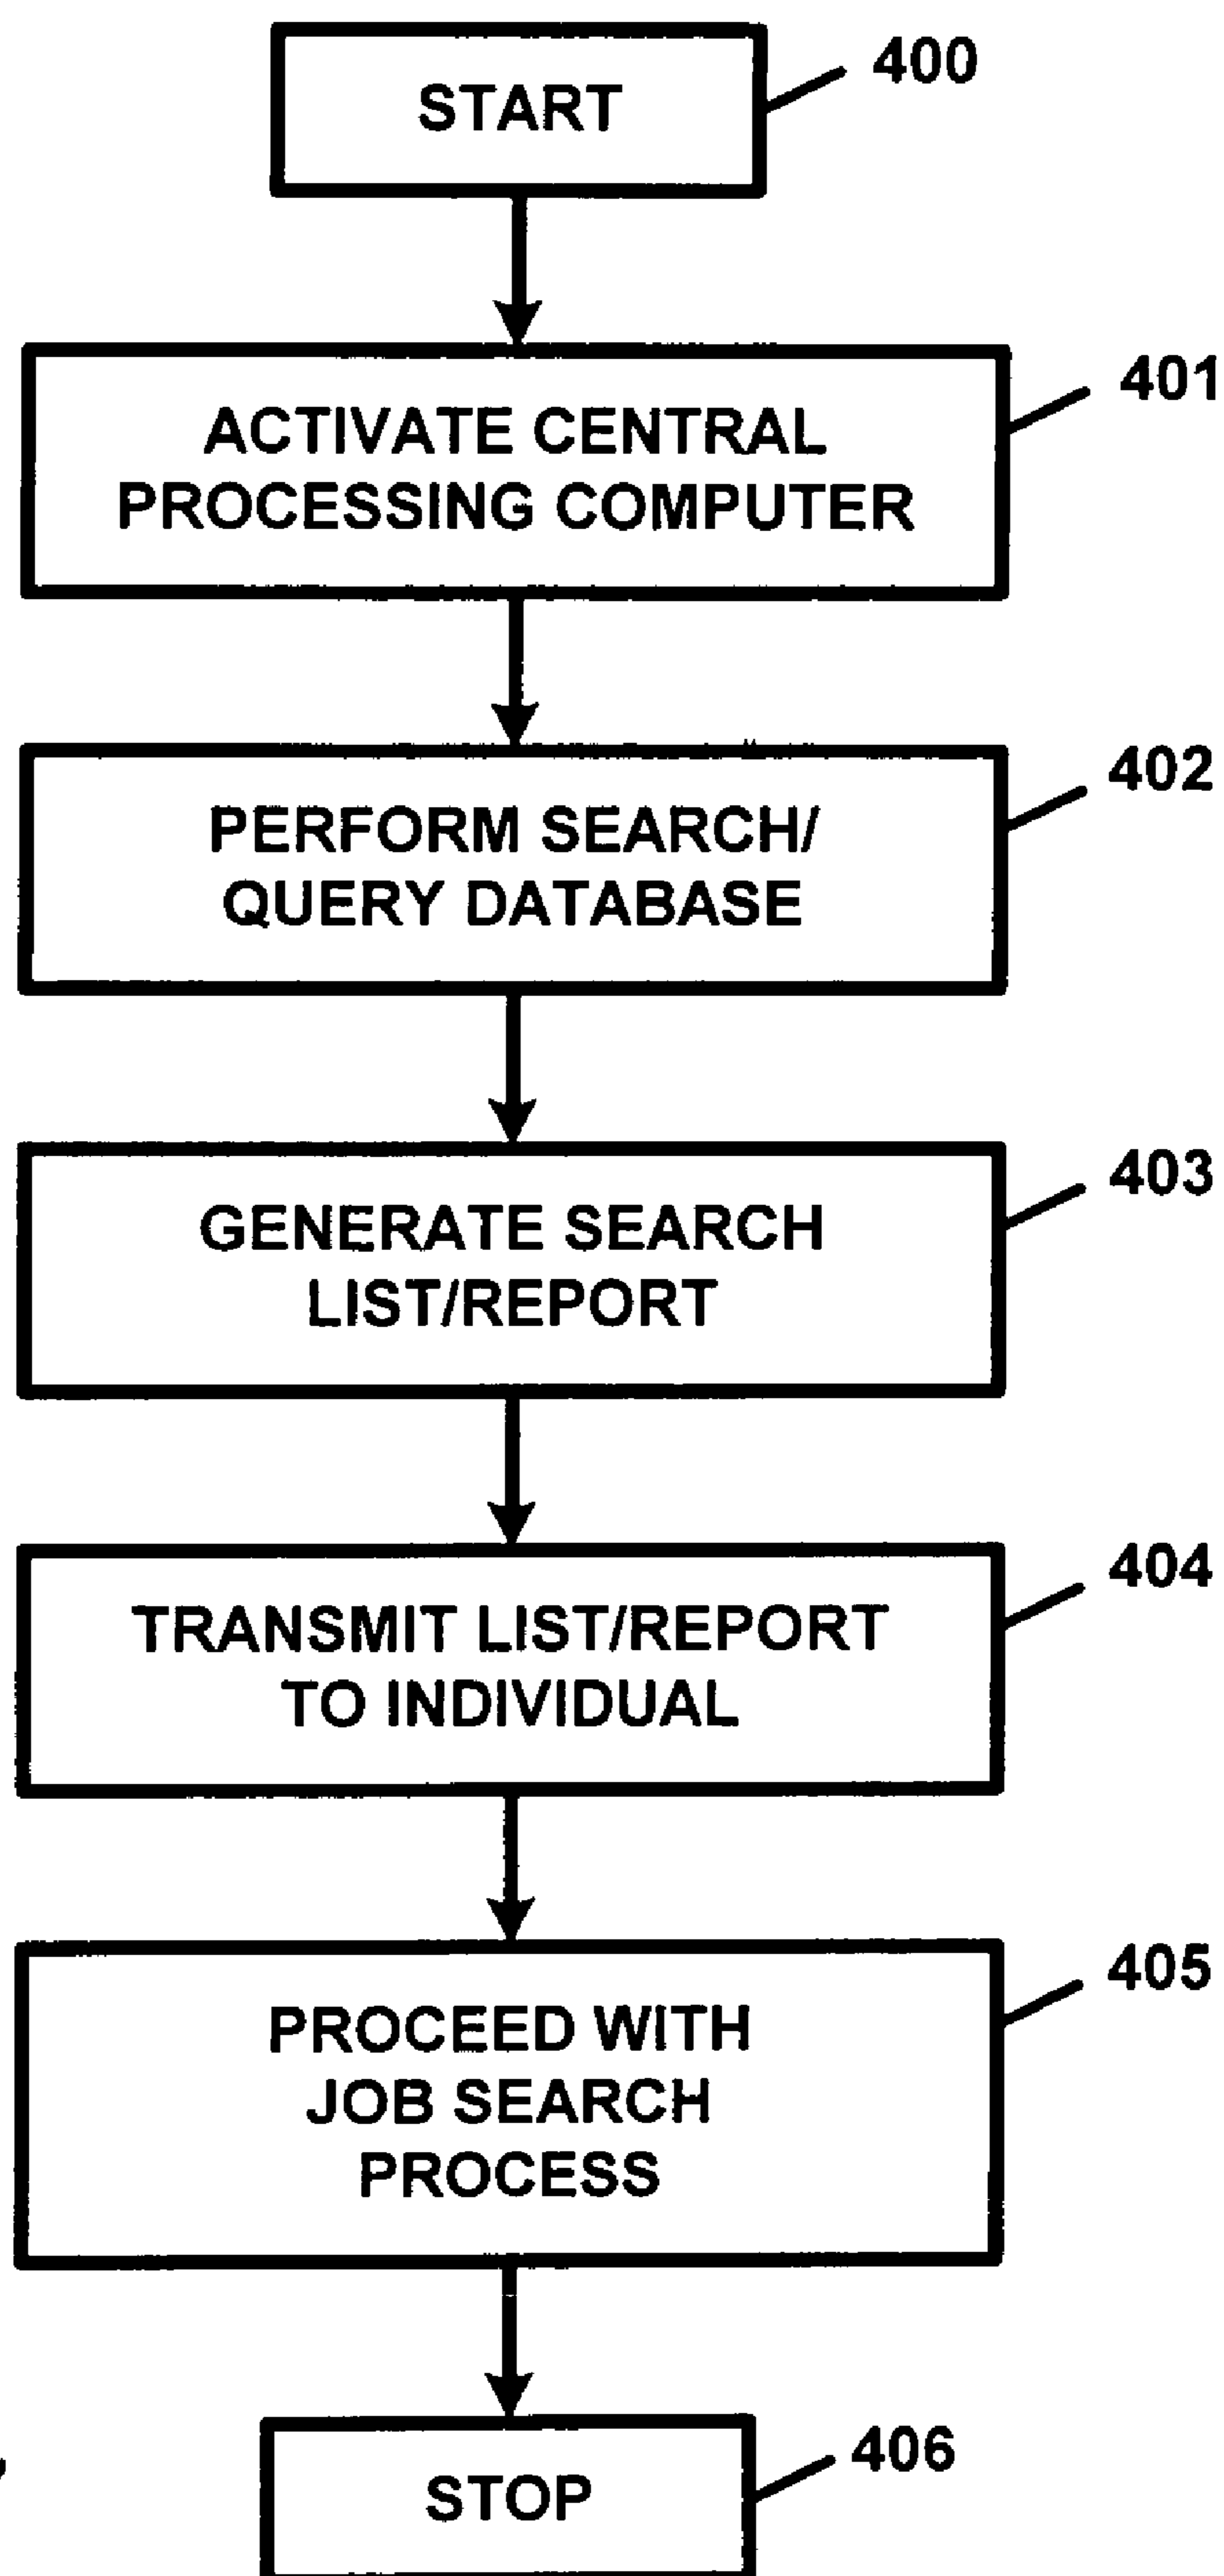 START
400
ACTIVATE CENTRAL
PROCESSING COMPUTER
401
PERFORM SEARCH/
QUERY DATABASE
402
GENERATE SEARCH
LIST/REPORT
403
TRANSMIT LIST/REPORT
TO INDIVIDUAL
404
PROCEED WITH
JOB SEARCH
PROCESS
405
STOP
406